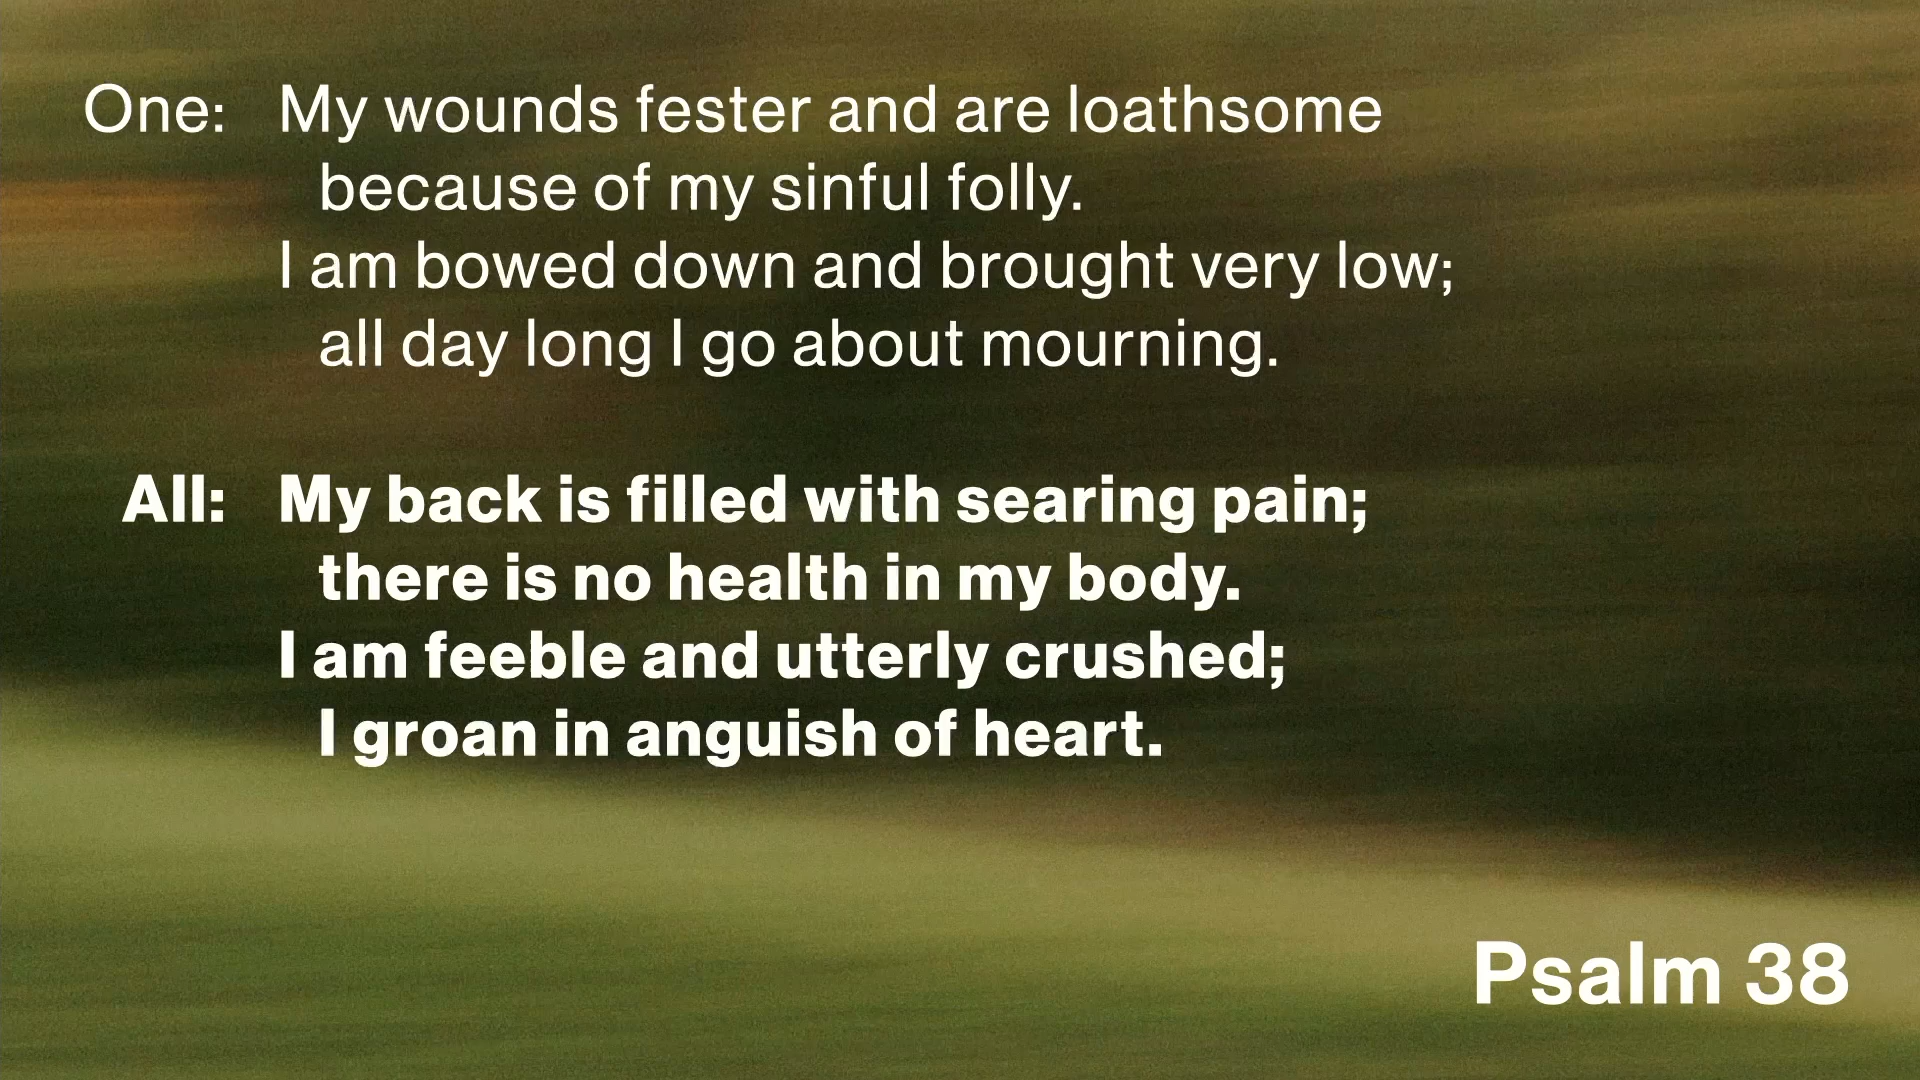 One: My wounds fester and are loathsome
because of my sinful folly.
I am bowed down and brought very low;
all day long I go about mourning.
All: My back is filled with searing pain;
there is no health in my body.
I am feeble and utterly crushed;
I groan in anguish of heart.
Psalm 38